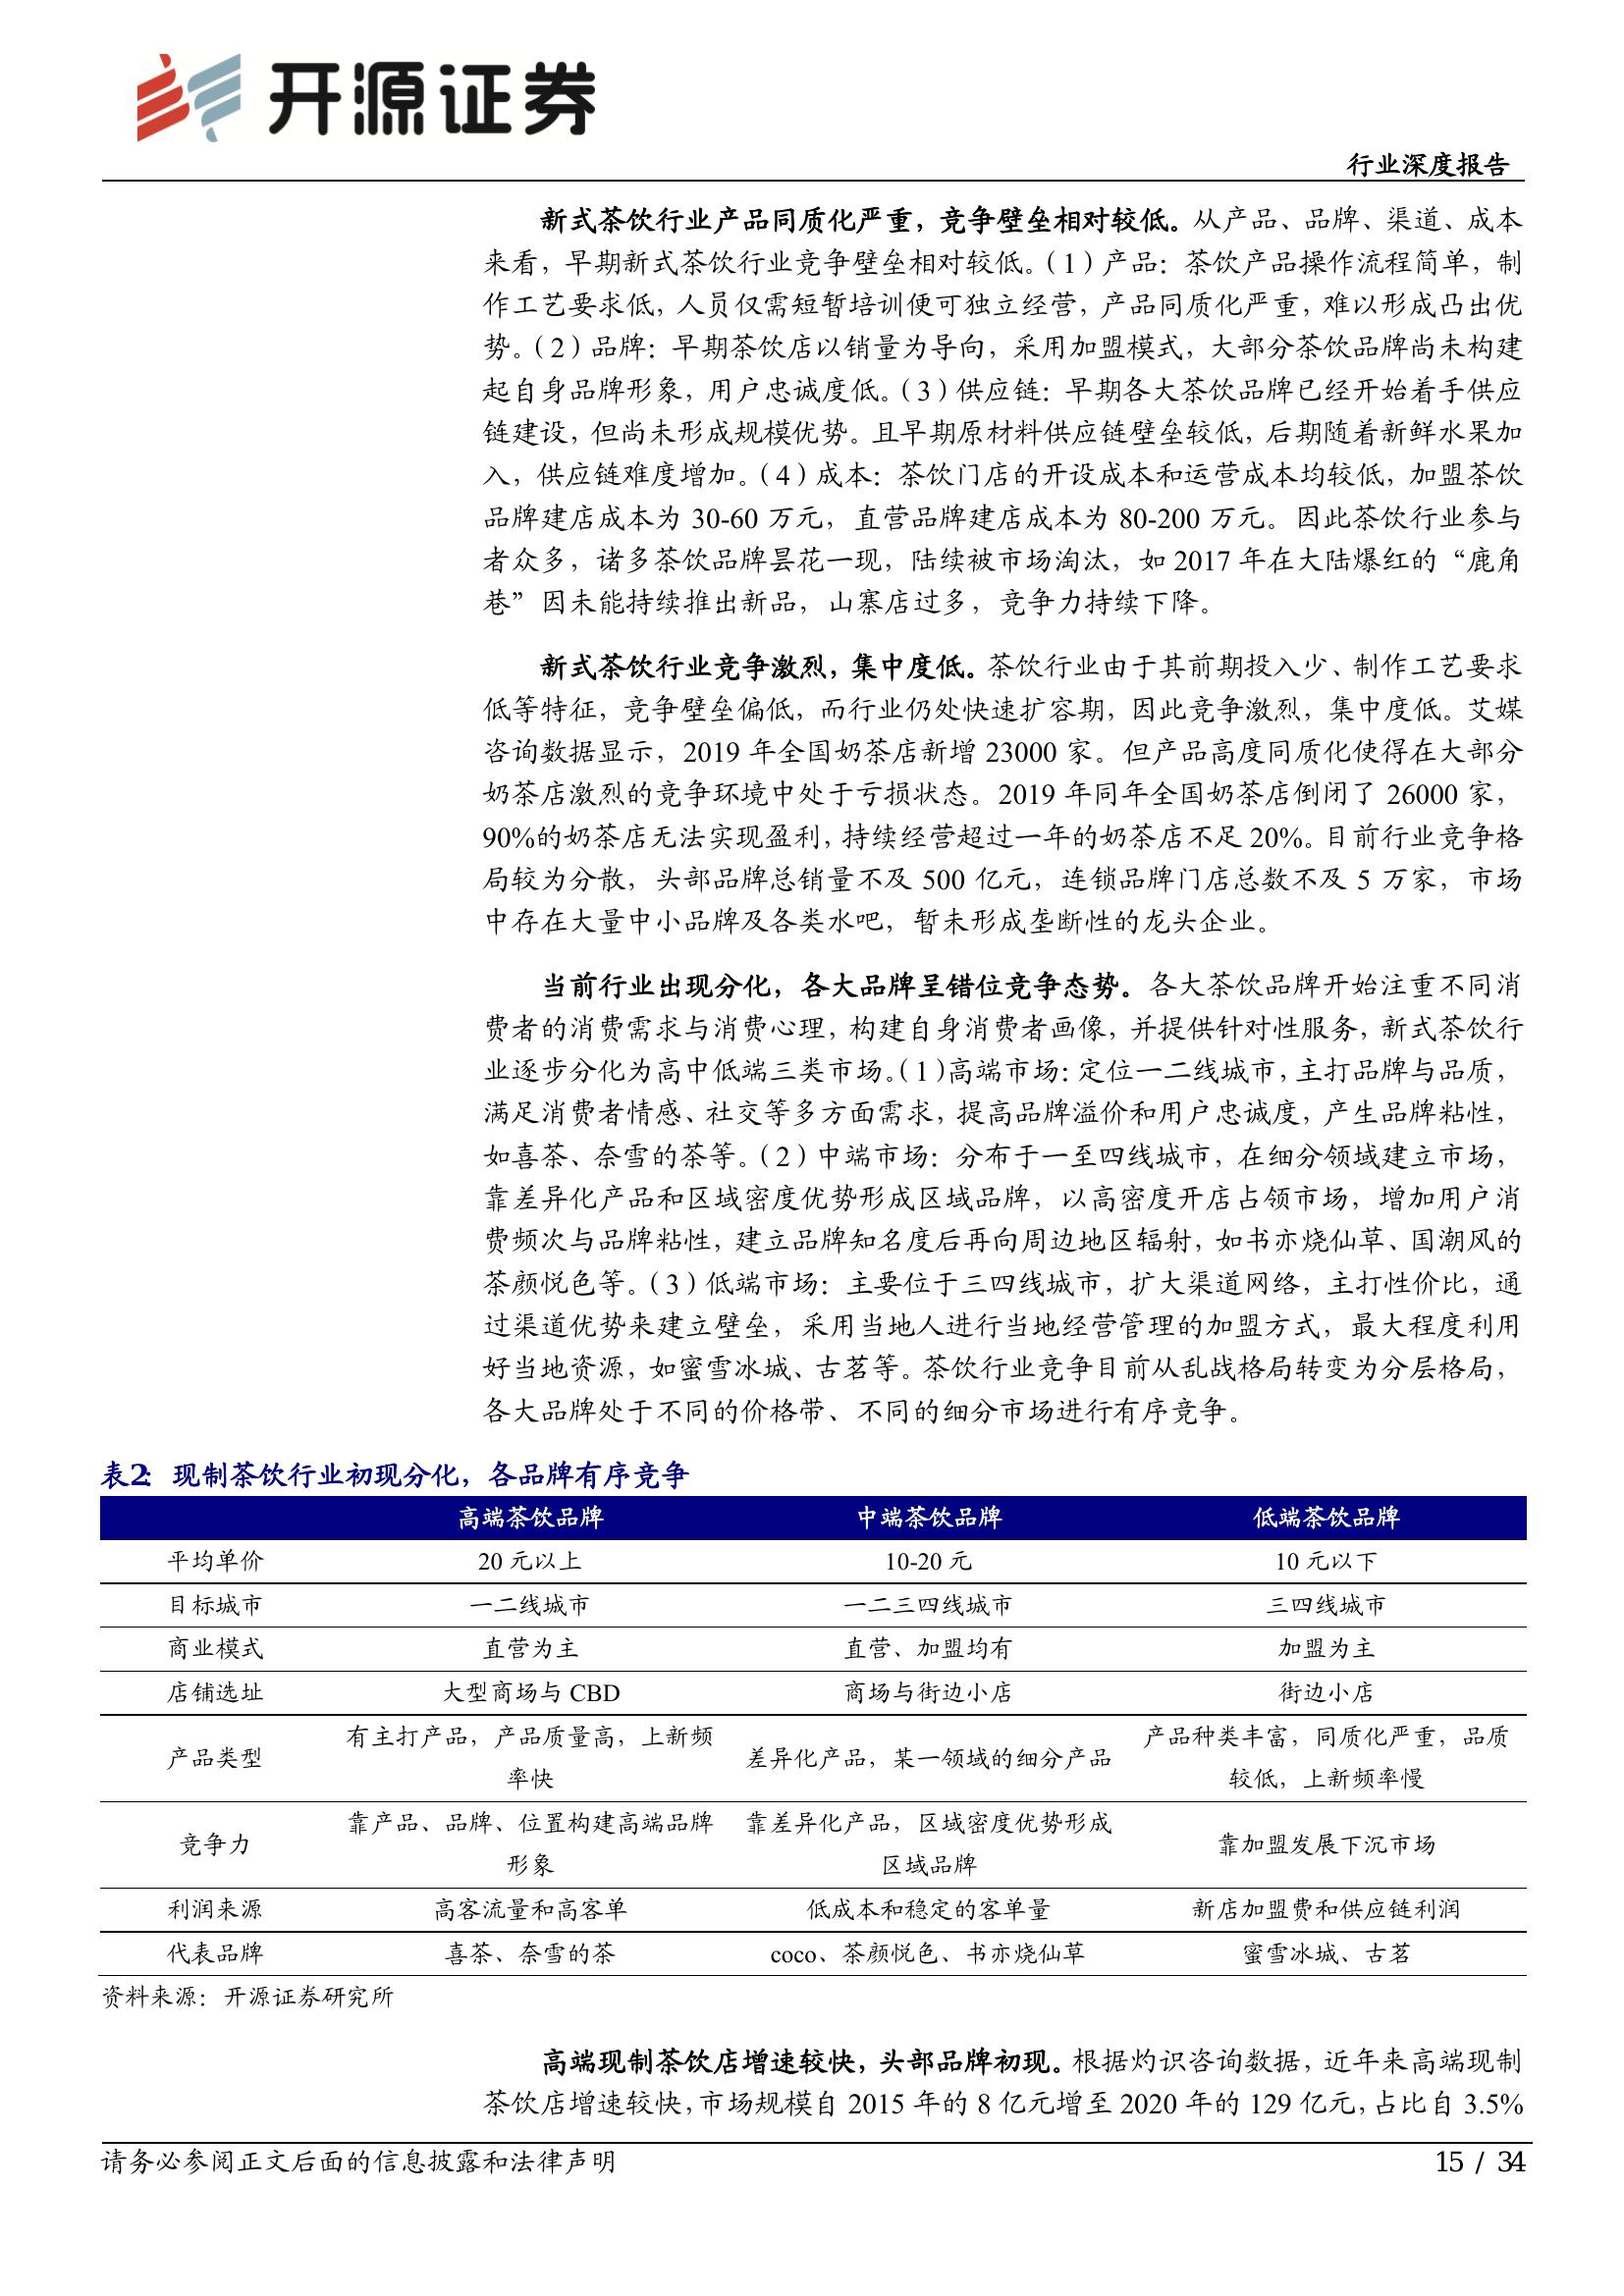 开源证券
行业深度报告
新式茶饮行业产品同质化严重，竞争壁垒相对较低。从产品、品牌、渠道、成本
来看，早期新式茶饮行业竞争壁垒相对较低。（1）产品：茶饮产品操作流程简单，制
作工艺要求低，人员仅需短暂培训便可独立经营，产品同质化严重，难以形成凸出优
势。（2）品牌：早期茶饮店以销量为导向，采用加盟模式，大部分茶饮品牌尚未构建
起自身品牌形象，用户忠诚度低。（3）供应链：早期各大茶饮品牌已经开始着手供应
链建设，但尚未形成规模优势。且早期原材料供应链壁垒较低，后期随着新鲜水果加
入，供应链难度增加。（4）成本：茶饮门店的开设成本和运营成本均较低，加盟茶饮
品牌建店成本为 30-60 万元，直营品牌建店成本为 80-200 万元。因此茶饮行业参与
者众多，诸多茶饮品牌昙花一现，陆续被市场淘汰，如 2017 年在大陆爆红的“鹿角
巷”因未能持续推出新品，山寨店过多，竞争力持续下降。
新式茶饮行业竞争激烈，集中度低。茶饮行业由于其前期投入少、制作工艺要求
低等特征，竞争壁垒偏低，而行业仍处快速扩容期，因此竞争激烈，集中度低。艾媒
咨询数据显示，2019 年全国奶茶店新增 23000 家。但产品高度同质化使得在大部分
奶茶店激烈的竞争环境中处于亏损状态。2019 年同年全国奶茶店倒闭了 26000 家，
90%的奶茶店无法实现盈利，持续经营超过一年的奶茶店不足 20%。目前行业竞争格
局较为分散，头部品牌总销量不及 500 亿元，连锁品牌门店总数不及 5 万家，市场
中存在大量中小品牌及各类水吧，暂未形成垄断性的龙头企业。
当前行业出现分化，各大品牌呈错位竞争态势。各大茶饮品牌开始注重不同消
费者的消费需求与消费心理，构建自身消费者画像，并提供针对性服务，新式茶饮行
业逐步分化为高中低端三类市场。（1）高端市场：定位一二线城市，主打品牌与品质，
满足消费者情感、社交等多方面需求，提高品牌溢价和用户忠诚度，产生品牌粘性，
如喜茶、奈雪的茶等。（2）中端市场：分布于一至四线城市，在细分领域建立市场，
靠差异化产品和区域密度优势形成区域品牌，以高密度开店占领市场，增加用户消
费频次与品牌粘性，建立品牌知名度后再向周边地区辐射，如书亦烧仙草、国潮风的
茶颜悦色等。（3）低端市场：主要位于三四线城市，扩大渠道网络，主打性价比，通
过渠道优势来建立壁垒，采用当地人进行当地经营管理的加盟方式，最大程度利用
好当地资源，如蜜雪冰城、古茗等。茶饮行业竞争目前从乱战格局转变为分层格局，
各大品牌处于不同的价格带、不同的细分市场进行有序竞争。
表2：现制茶饮行业初现分化，各品牌有序竞争
高端茶饮品牌 中端茶饮品牌 低端茶饮品牌
平均单价 20 元以上 10-20 元 10 元以下
目标城市 一二线城市 一二三四线城市 三四线城市
商业模式 直营为主 直营、加盟均有 加盟为主
店铺选址 大型商场与 CBD 商场与街边小店 街边小店
产品类型 有主打产品，产品质量高，上新频 差异化产品，某一领域的细分产品 产品种类丰富，同质化严重，品质
率快 较低，上新频率慢
竞争力 靠产品、品牌、位置构建高端品牌 靠差异化产品，区域密度优势形成 靠加盟发展下沉市场
形象 区域品牌
利润来源 高客流量和高客单 低成本和稳定的客单量 新店加盟费和供应链利润
代表品牌 喜茶、奈雪的茶 coco、茶颜悦色、书亦烧仙草 蜜雪冰城、古茗
资料来源：开源证券研究所
高端现制茶饮店增速较快，头部品牌初现。根据灼识咨询数据，近年来高端现制
茶饮店增速较快，市场规模自 2015 年的 8 亿元增至 2020 年的 129 亿元，占比自 3.5%
请务必参阅正文后面的信息披露和法律声明 15 / 34